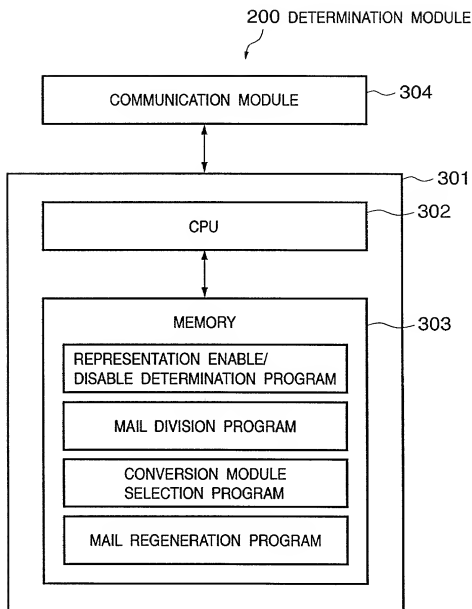 200 DETERMINATION MODULE
COMMUNICATION MODULE
304
301
CPU
302
MEMORY
303
REPRESENTATION ENABLE/
DISABLE DETERMINATION PROGRAM
MAIL DIVISION PROGRAM
CONVERSION MODULE
SELECTION PROGRAM
MAIL REGENERATION PROGRAM